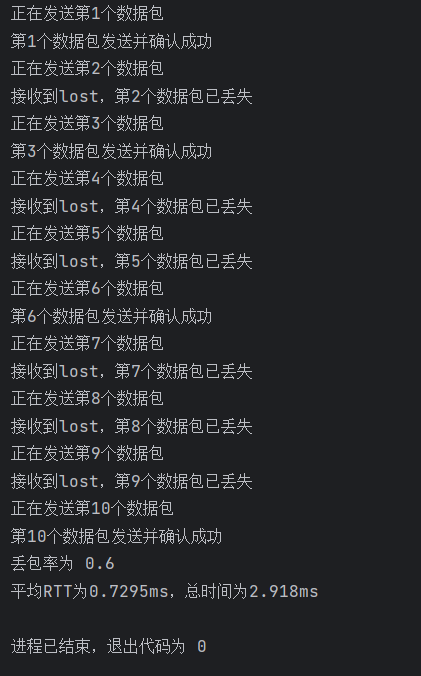 正在发送第1个数据包
第1个数据包发送并确认成功
正在发送第2个数据包
接收到lost，第2个数据包已丢失
正在发送第3个数据包
第3个数据包发送并确认成功
正在发送第4个数据包
接收到lost，第4个数据包已丢失
正在发送第5个数据包
接收到lost，第5个数据包已丢失
正在发送第6个数据包
第6个数据包发送并确认成功
正在发送第7个数据包
接收到lost，第7个数据包已丢失
正在发送第8个数据包
接收到lost，第8个数据包已丢失
正在发送第9个数据包
接收到lost，第9个数据包已丢失
正在发送第10个数据包
第10个数据包发送并确认成功
丢包率为 0.6
平均RTT为0.7295ms，总时间为2.918ms
进程已结束，退出代码为 0